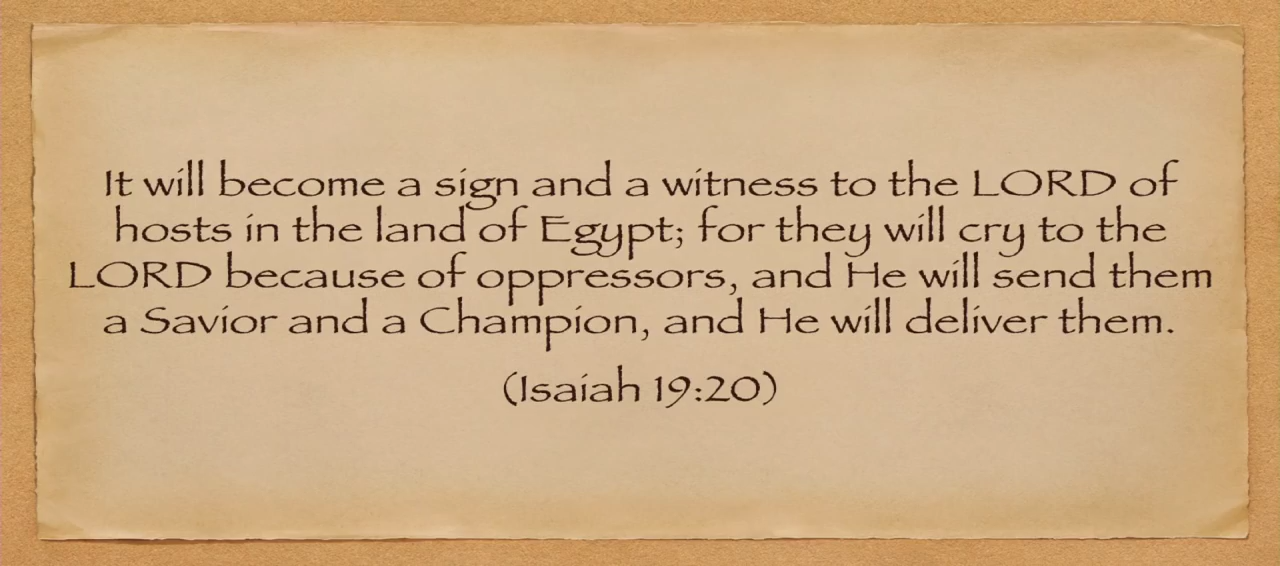 It will become a sign and a witness to the LORD of
hosts in the land of Egypt; for they will cry to the
LORD because of oppressors, and He will send them
a Savior and a Champion, and He will deliver them.
(Isaiah 19:20)